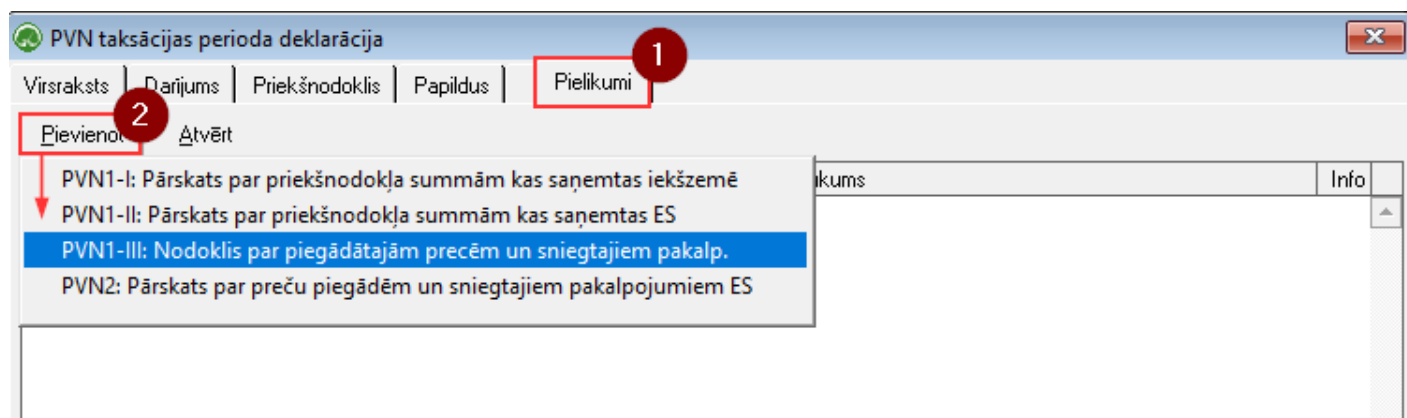 PVN taksācijas perioda deklarācija
1
Virsraksts Darījums Priekšnodoklis Papildus Pielikumi
2
Pievienot Atvērt
PVN1-I: Pārskats par priekšnodokļa summām kas saņemtas iekšzemē
Info
PVN1-II: Pārskats par priekšnodokļa summām kas saņemtas ES
PVN1-III: Nodoklis par piegādātajām precēm un sniegtajiem pakalp.
PVN2: Pārskats par preču piegādēm un sniegtajiem pakalpojumiem ES